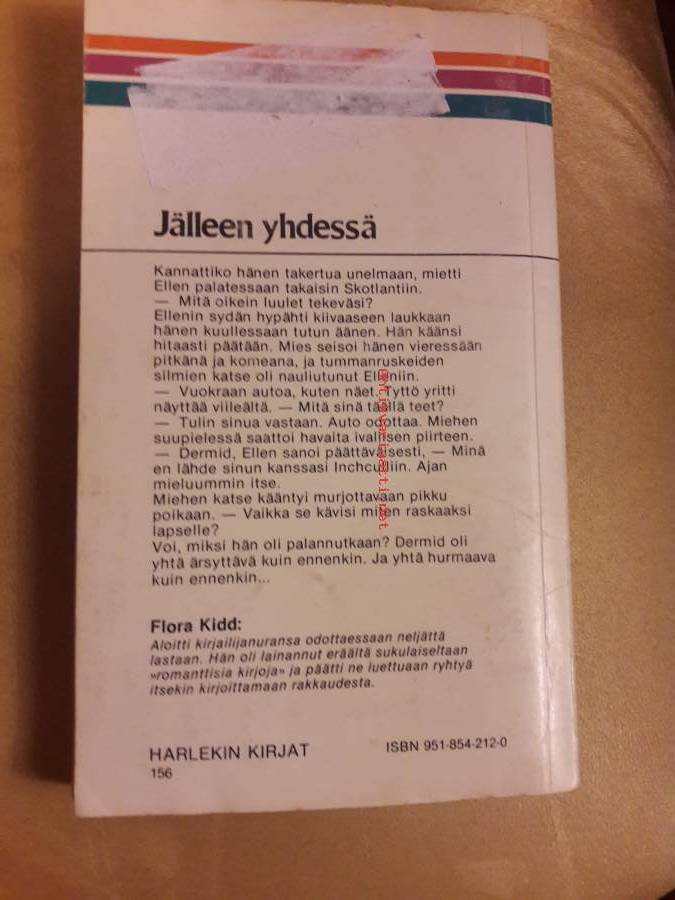 Jälleen yhdessä
Kannattiko hänen takertua unelmaan, mietti
Ellen palatessaan takaisin Skotlantiin.
— Mitä oikein luulet tekeväsi?
Ellenin sydän hypähti kiivaaseen laukkaan
hänen kuullessaan tutun äänen. Hän käänsi
hitaasti päätään. Mies seisoi hänen vieressään
pitkänä ja komeana, ja tummanruskeiden
silmien katse oli nauliutunut Elleniin.
— Vuokraan autoa, kuten näet. Tyttö yritti
näyttää viileältä. — Mitä sinä täällä teet?
— Tulin sinua vastaan. Auto odottaa. Miehen
suupielessä saattoi havaita ivallisen piirteen.
— Dermid, Ellen sanoi päättäväisesti, — Minä
en lähde sinun kanssasi Inchculliin. Ajan
mieluummin itse.
Miehen katse kääntyi murjottavaan pikku
poikaan. — Vaikka se kävisi miten raskaaksi
lapselle?
Voi, miksi hän oli palannutkaan? Dermid oli
yhtä ärsyttävä kuin ennenkin. Ja yhtä hurmaava
kuin ennenkin...
Flora Kidd:
Aloitti kirjailijanuransa odottaessaan neljättä
lastaan. Hän oli lainannut eräältä sukulaiseltaan
»romanttisia kirjoja» ja päätti ne luettuaan ryhtyä
itsekin kirjoittamaan rakkaudesta.
HARLEKIN KIRJAT
156
ISBN 951-854-212-0
antikvariaatti.net